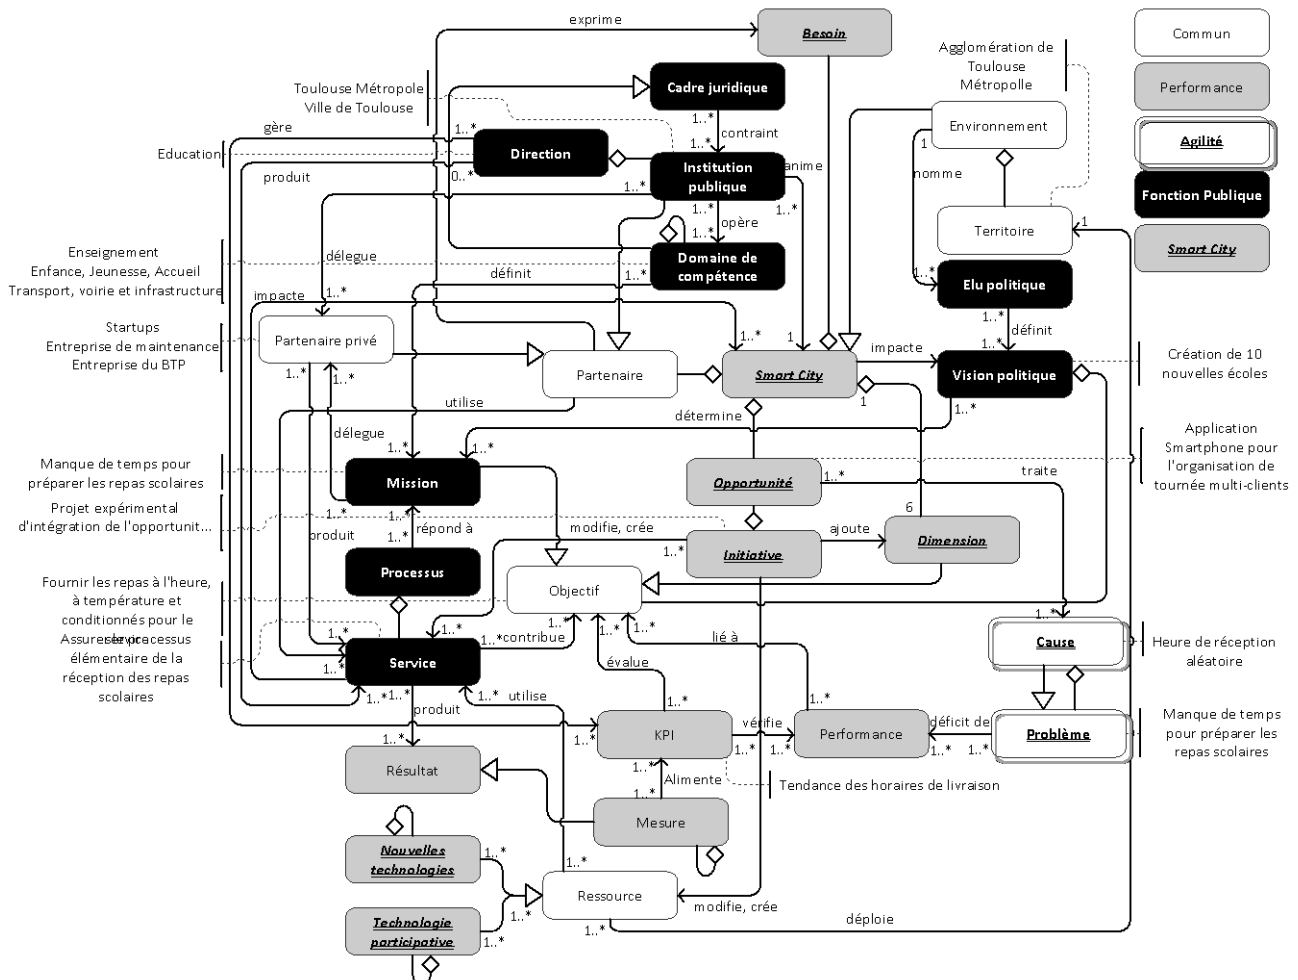 exprime
Besoin
Commun
Agglomération de
Toulouse
Métropolle
Performance
Toulouse Métropole
Ville de Toulouse
Cadre juridique
1..*
contraint
1..*
Environnement
1
Agilité
gère
1..*
Direction
Education
produit
0..*
Institution
publique
anime
1..*
1..*
1..*
nomme
Fonction Publique
opère
1..*
Territoire
1
Smart City
Enseignement
Enfance, Jeunesse, Accueil
Transport, voirie et infrastructure
délegue
définit
Domaine de
compétence
1..*
1..*
Elu politique
impacte
1..*
1..*
définit
1..*
Startups
Entreprise de maintenance
Entreprise du BTP
Partenaire privé
1..*
1..*
1..*
1
impacte
Partenaire
Smart City
1
Vision politique
1..*
Création de 10
nouvelles écoles
utilise
détermine
délégue
1..*
1..*
Application
Smartphone pour
l'organisation de
tournée multi-clients
Manque de temps pour
préparer les repas scolaires
Mission
1..*
Opportunité
1..*
traite
Projet expérimental
d'intégration de l'opportunit...
1..*
répond à
1..*
produit
modifie, crée
1..*
Initiative
ajoute
6
Dimension
Processus
Objectif
Fournir les repas à l'heure,
à température et
conditionnés pour le
Assurer le processus
élémentaire de la
réception des repas
scolaires
1..*
1..*
contribue
1..*
1..*
1..*
lié à
1..*
Cause
Heure de réception
aléatoire
1..*
Service
évalue
1..*
1..*
1..*
utilise
produit
1..*
1..*
1..*
1..*
KPI
vérifie
1..*
1..*
Performance
déficit de
1..*
1..*
Problème
Manque de temps
pour préparer les
repas scolaires
Résultat
1..*
Alimente
1..*
Tendance des horaires de livraison
Mesure
Nouvelles
technologies
1..*
1..*
Ressource
modifie, crée
1..*
Technologie
participative
1..*
1..*
déploie